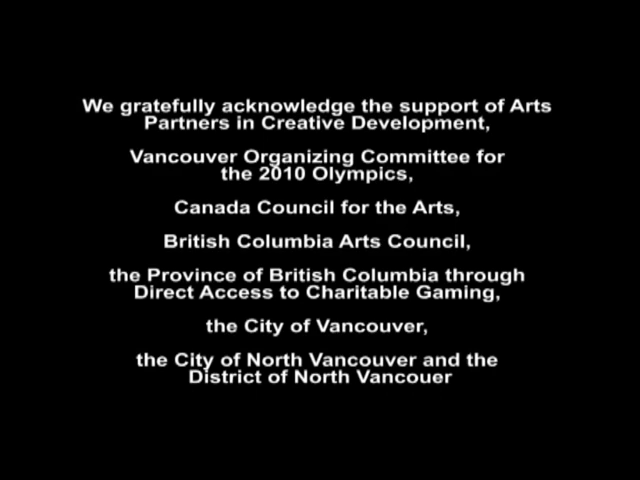 We gratefully acknowledge the support of Arts
Partners in Creative Development,
Vancouver Organizing Committee for
the 2010 Olympics,
Canada Council for the Arts,
British Columbia Arts Council,
the Province of British Columbia through
Direct Access to Charitable Gaming,
the City of Vancouver,
the City of North Vancouver and the
District of North Vancouer